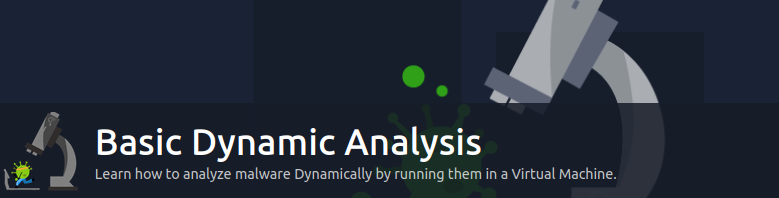 Basic Dynamic Analysis
Learn how to analyze malware Dynamically by running them in a Virtual Machine.